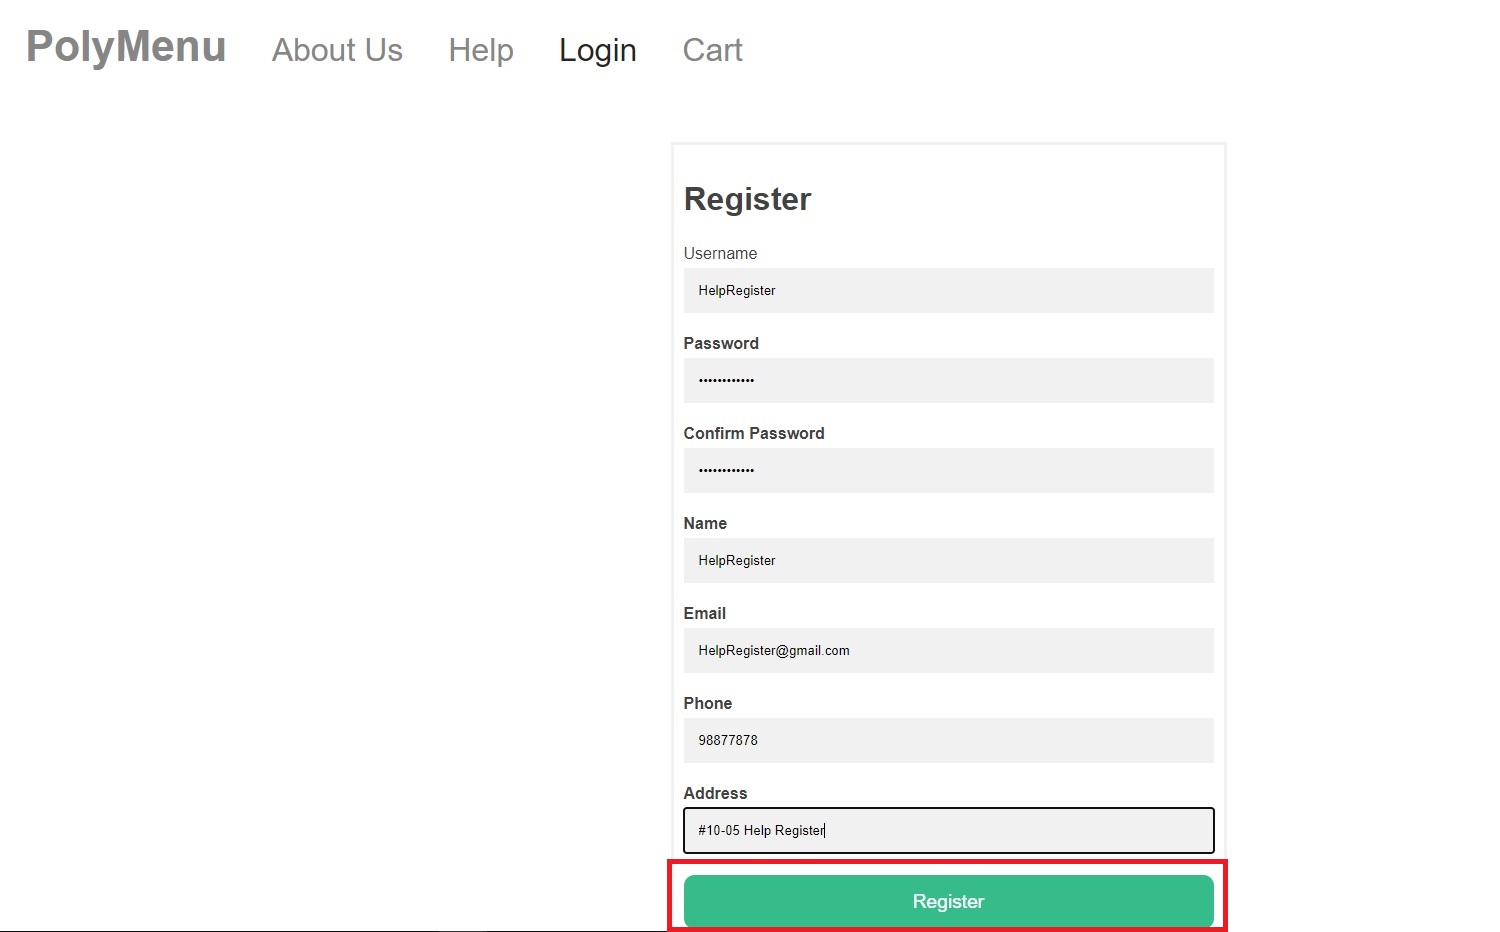 PolyMenu About Us Help Login Cart
Register
Username
HelpRegister
Password
••••••••••••
Confirm Password
••••••••••••
Name
HelpRegister
Email
HelpRegister@gmail.com
Phone
98877878
Address
#10-05 Help Register
Register